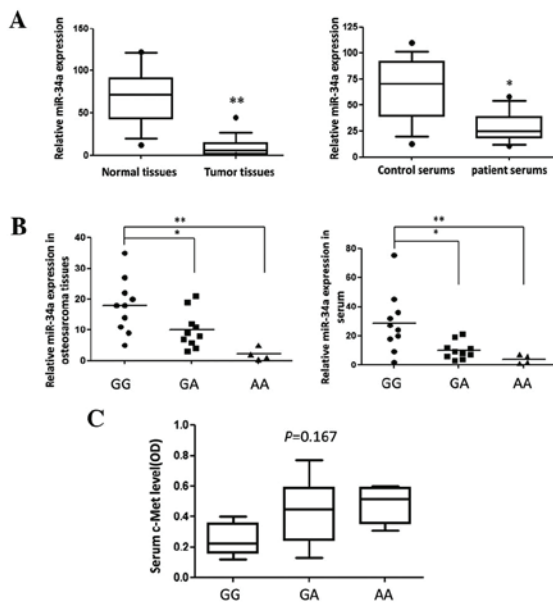 A
Relative miR-34a expression
150
100
50
0
**
Normal tissues
Tumor tissues
Relative miR-34a expression
125
100
75
50
25
0
*
Control serums
patient serums
B
Relative miR-34a expression in
osteosarcoma tissues
40
30
20
10
0
**
*
GG
GA
AA
Relative miR-34a expression in
serum
80
60
40
20
0
**
*
GG
GA
AA
C
Serum c-Met level(OD)
1.0
0.8
0.6
0.4
0.2
0.0
P=0.167
GG
GA
AA